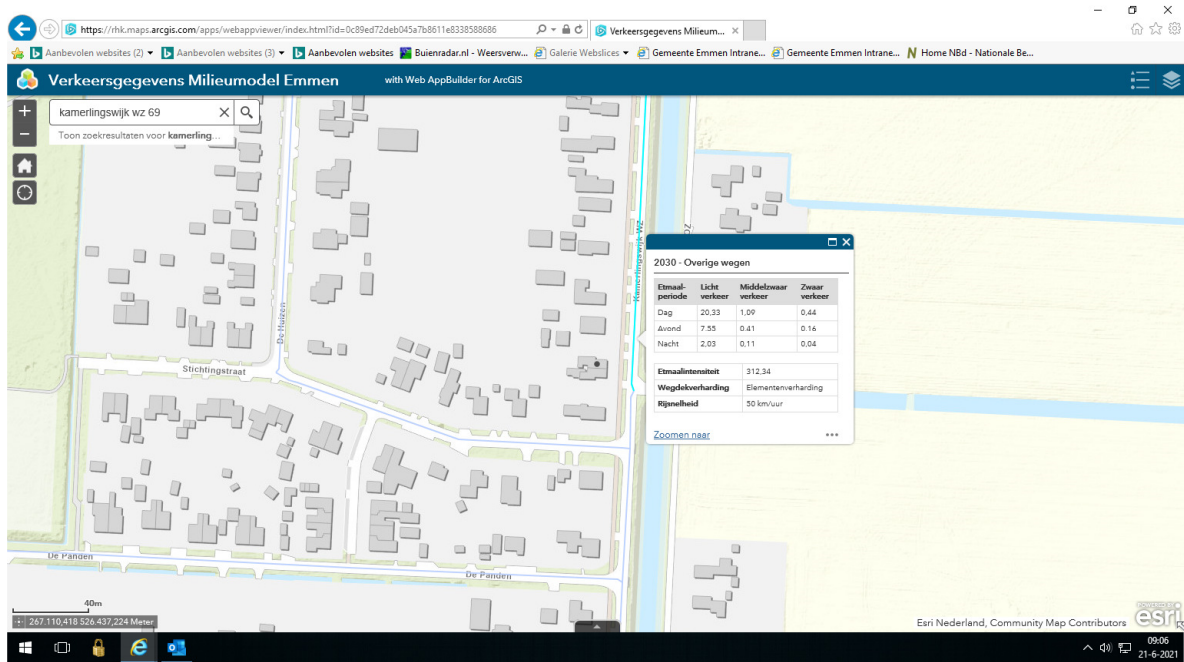 https://rhk.maps.arcgis.com/apps/webappviewer/index.html?id=0c89ed72deb045a7b8611e8338588686
Verkeersgegevens Milieum...
Aanbevolen websites (2)
Aanbevolen websites (3)
Aanbevolen websites
Buienradar.nl - Weersverw...
Galerie Webslices
Gemeente Emmen Intrane...
Gemeente Emmen Intrane...
Home NBd - Nationale Be...
Verkeersgegevens Milieumodel Emmen
with Web AppBuilder for ArcGIS
+
−
kamerlingswijk wz 69
Toon zoekresultaten voor kamerling...
De Huizen
Stichtingstraat
Kamerlingswijk WZ
De Panden
De Panden
2030 - Overige wegen
Etmaal-periode Licht verkeer Middelzwaar verkeer Zwaar verkeer
Dag 20,33 1,09 0,44
Avond 7.55 0.41 0.16
Nacht 2,03 0,11 0,04
Etmaalintensiteit 312,34
Wegdekverharding Elementenverharding
Rijsnelheid 50 km/uur
Zoomen naar
40m
267.110,418 526.437,224 Meter
Esri Nederland, Community Map Contributors
esri
09:06
21-6-2021